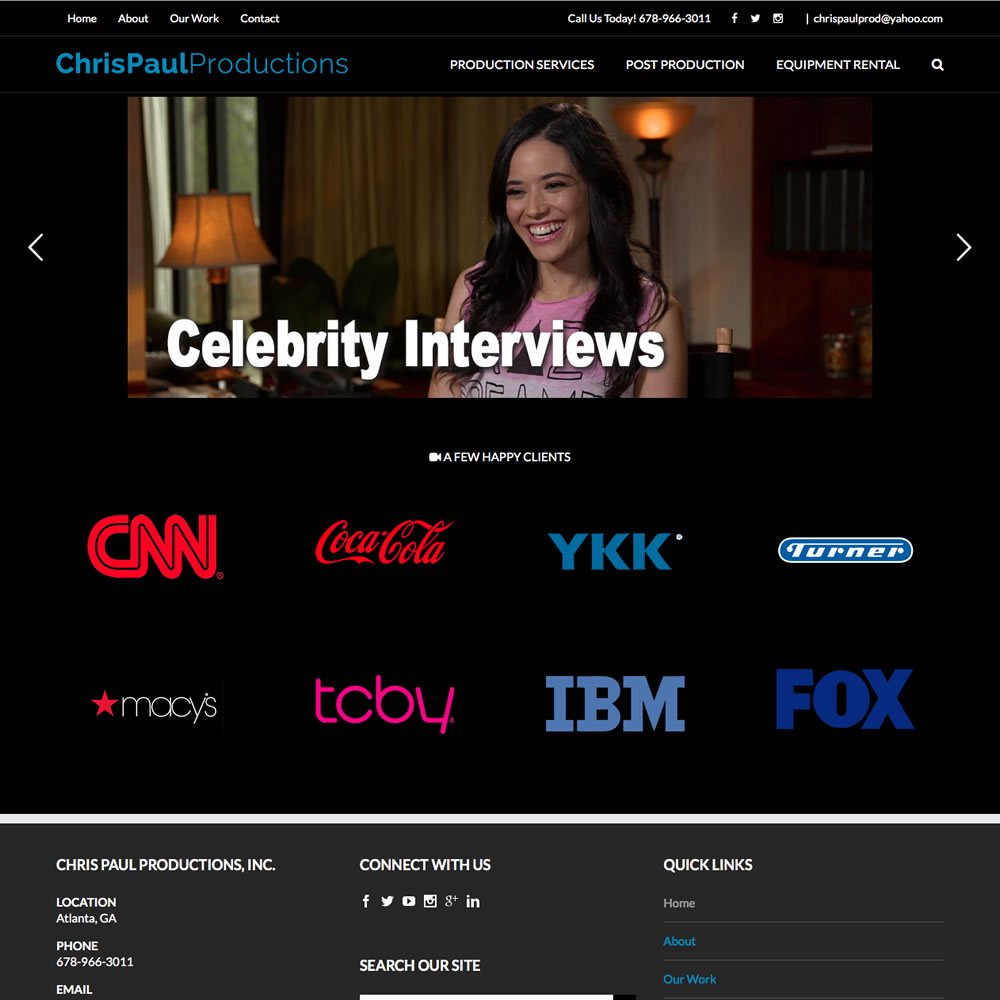 Home About Our Work Contact Call Us Today! 678-966-3011 | chrispaulprod@yahoo.com
ChrisPaulProductions PRODUCTION SERVICES POST PRODUCTION EQUIPMENT RENTAL
Celebrity Interviews
A FEW HAPPY CLIENTS
CNN Coca-Cola YKK Turner
macy's tcby IBM FOX
CHRIS PAUL PRODUCTIONS, INC. CONNECT WITH US QUICK LINKS
LOCATION
Atlanta, GA
Home
PHONE
678-966-3011
About
SEARCH OUR SITE
Our Work
EMAIL